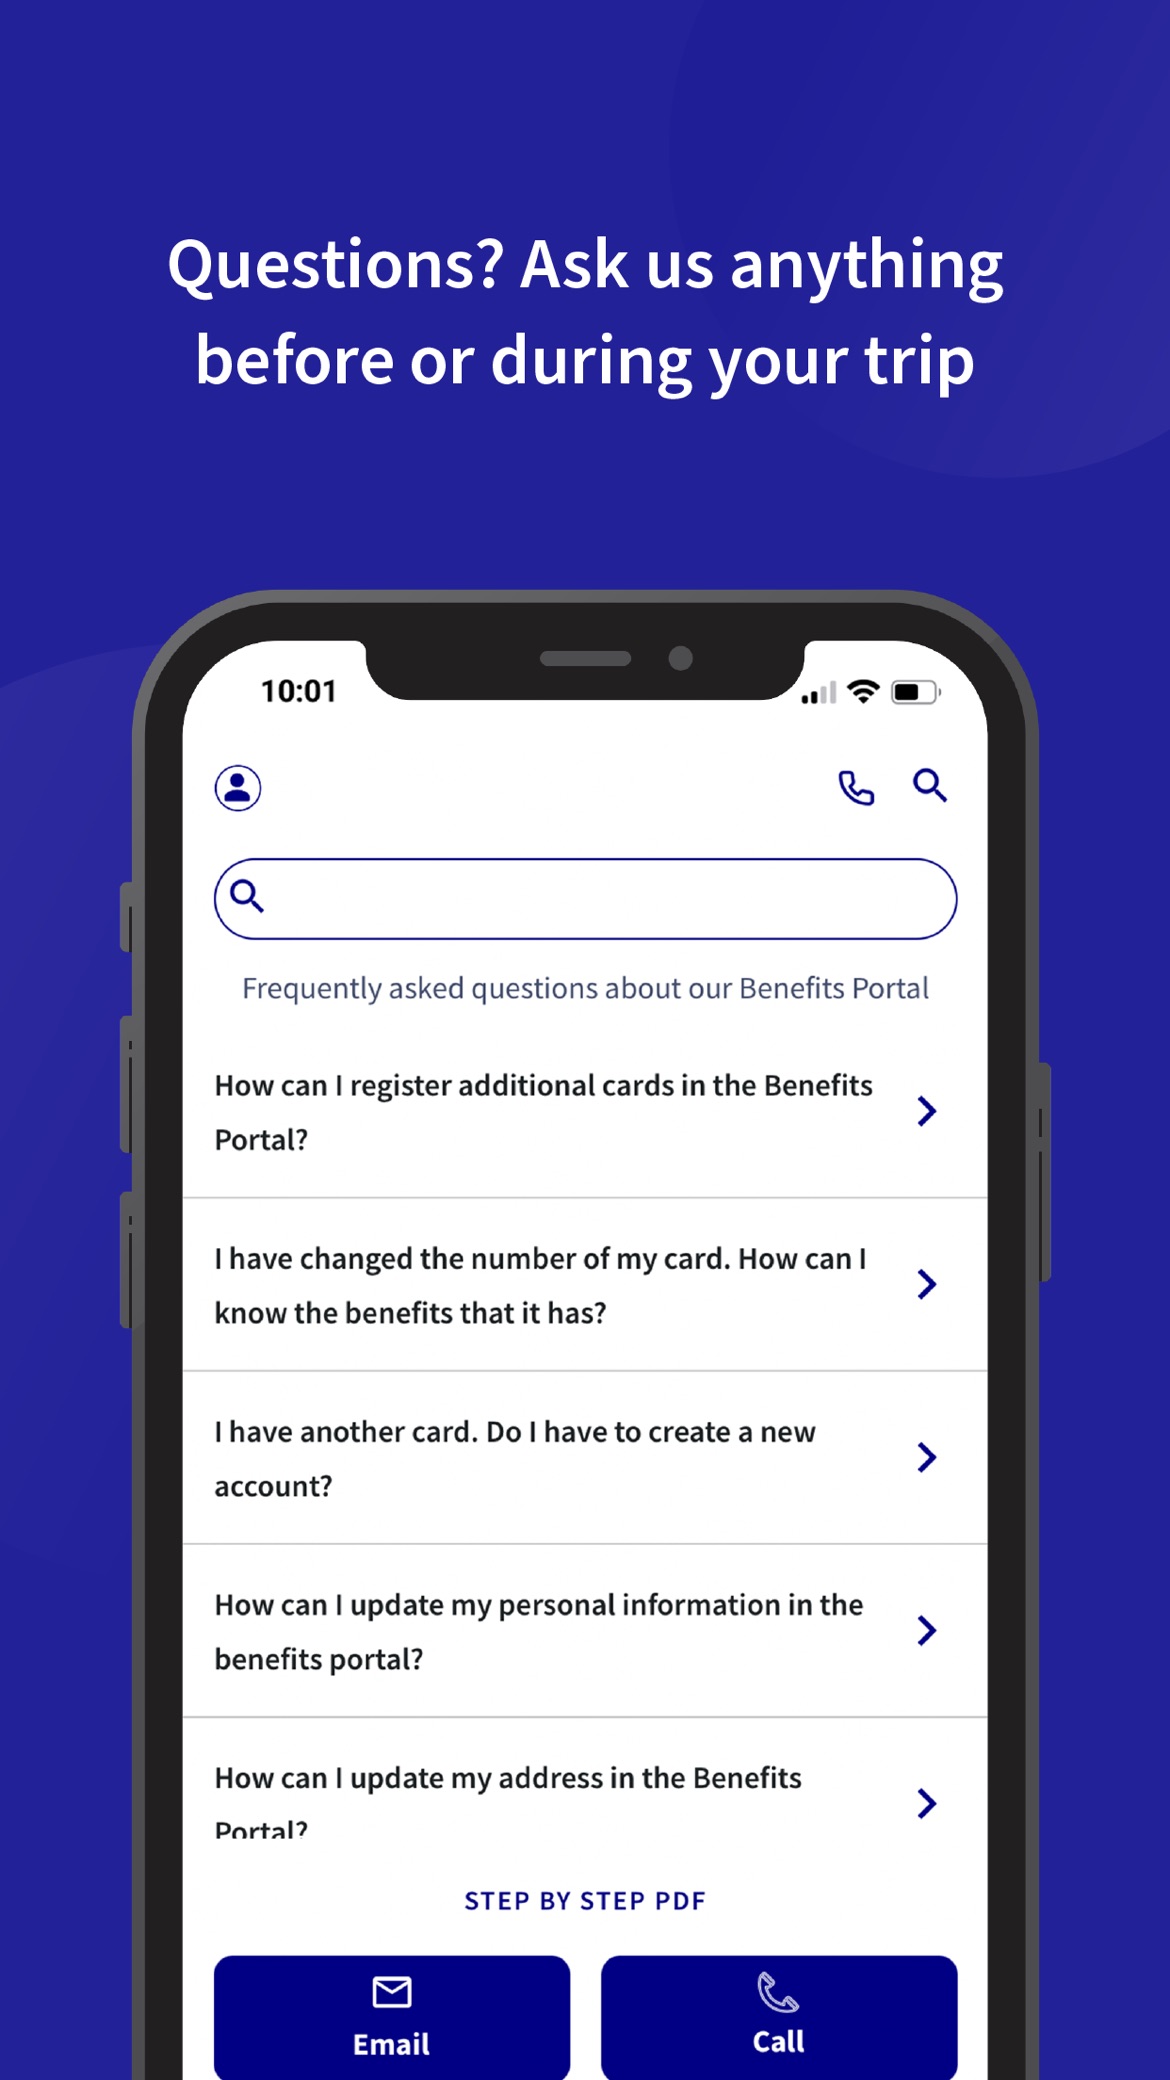 Questions? Ask us anything
before or during your trip
10:01
Frequently asked questions about our Benefits Portal
How can I register additional cards in the Benefits
Portal?
I have changed the number of my card. How can I
know the benefits that it has?
I have another card. Do I have to create a new
account?
How can I update my personal information in the
benefits portal?
How can I update my address in the Benefits
Portal?
STEP BY STEP PDF
Email
Call